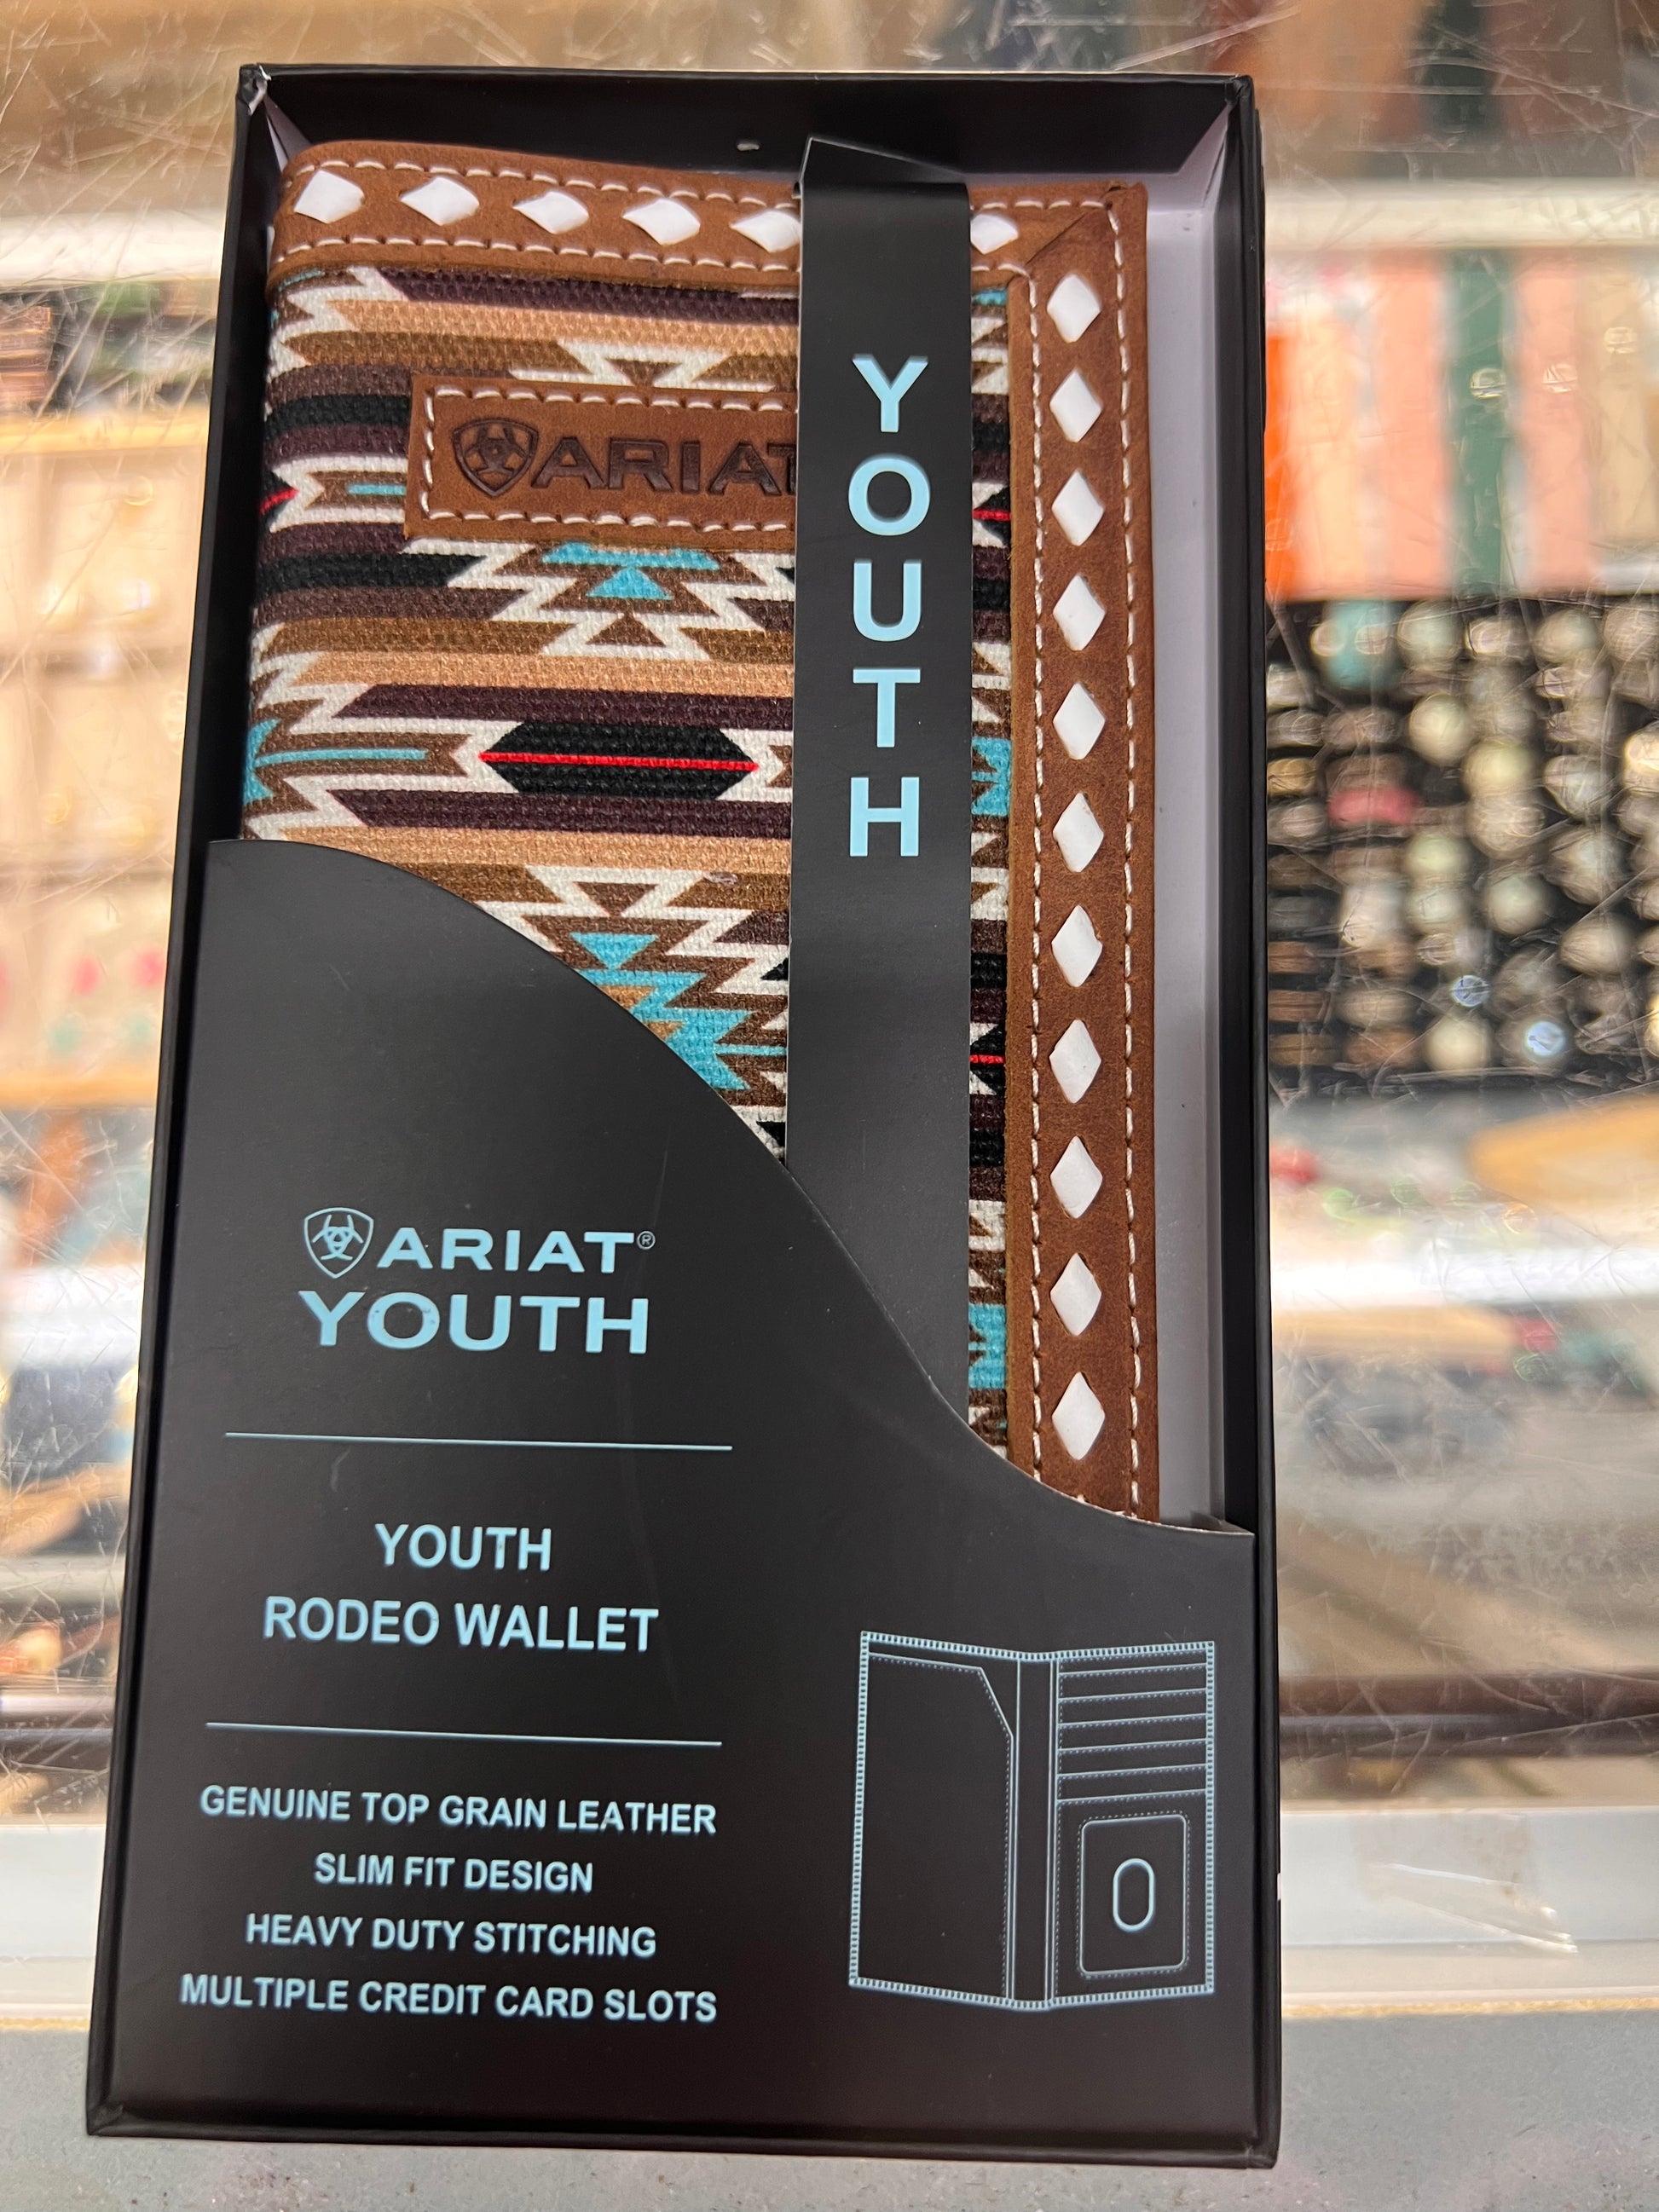 ARIAT
YOUTH
ARIAT®
YOUTH
YOUTH
RODEO WALLET
GENUINE TOP GRAIN LEATHER
SLIM FIT DESIGN
HEAVY DUTY STITCHING
MULTIPLE CREDIT CARD SLOTS